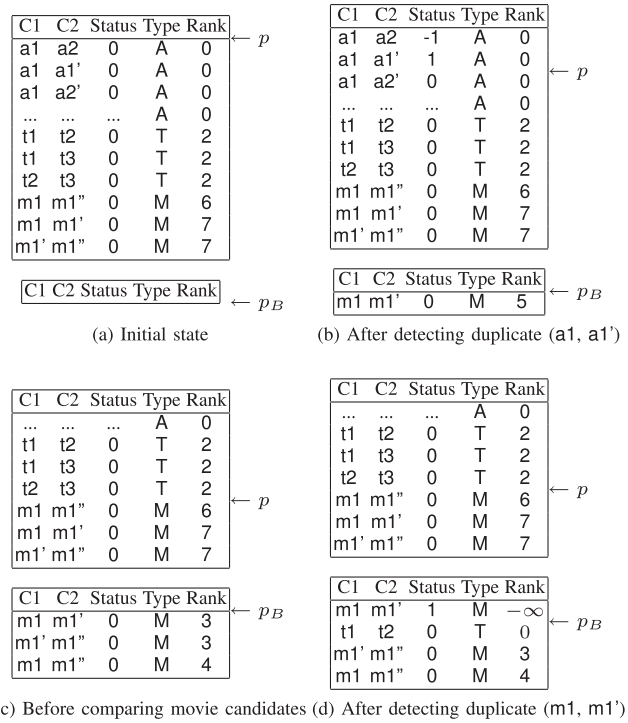 C1 C2 Status Type Rank
a1 a2 0 A 0
a1 a1’ 0 A 0
a1 a2’ 0 A 0
... ... ... A 0
t1 t2 0 T 2
t1 t3 0 T 2
t2 t3 0 T 2
m1 m1” 0 M 6
m1 m1’ 0 M 7
m1’ m1” 0 M 7
← p
C1 C2 Status Type Rank
← pB
(a) Initial state
C1 C2 Status Type Rank
a1 a2 -1 A 0
a1 a1’ 1 A 0
a1 a2’ 0 A 0
... ... ... A 0
t1 t2 0 T 2
t1 t3 0 T 2
t2 t3 0 T 2
m1 m1” 0 M 6
m1 m1’ 0 M 7
m1’ m1” 0 M 7
← p
C1 C2 Status Type Rank
m1 m1’ 0 M 5
← pB
(b) After detecting duplicate (a1, a1’)
C1 C2 Status Type Rank
... ... ... A 0
t1 t2 0 T 2
t1 t3 0 T 2
t2 t3 0 T 2
m1 m1” 0 M 6
m1 m1’ 0 M 7
m1’ m1” 0 M 7
← p
C1 C2 Status Type Rank
m1 m1’ 0 M 3
m1’ m1” 0 M 3
m1 m1” 0 M 4
← pB
c) Before comparing movie candidates
C1 C2 Status Type Rank
... ... ... A 0
t1 t2 0 T 2
t1 t3 0 T 2
t2 t3 0 T 2
m1 m1” 0 M 6
m1 m1’ 0 M 7
m1’ m1” 0 M 7
← p
C1 C2 Status Type Rank
m1 m1’ 1 M −∞
t1 t2 0 T 0
m1’ m1” 0 M 3
m1 m1” 0 M 4
← pB
(d) After detecting duplicate (m1, m1’)